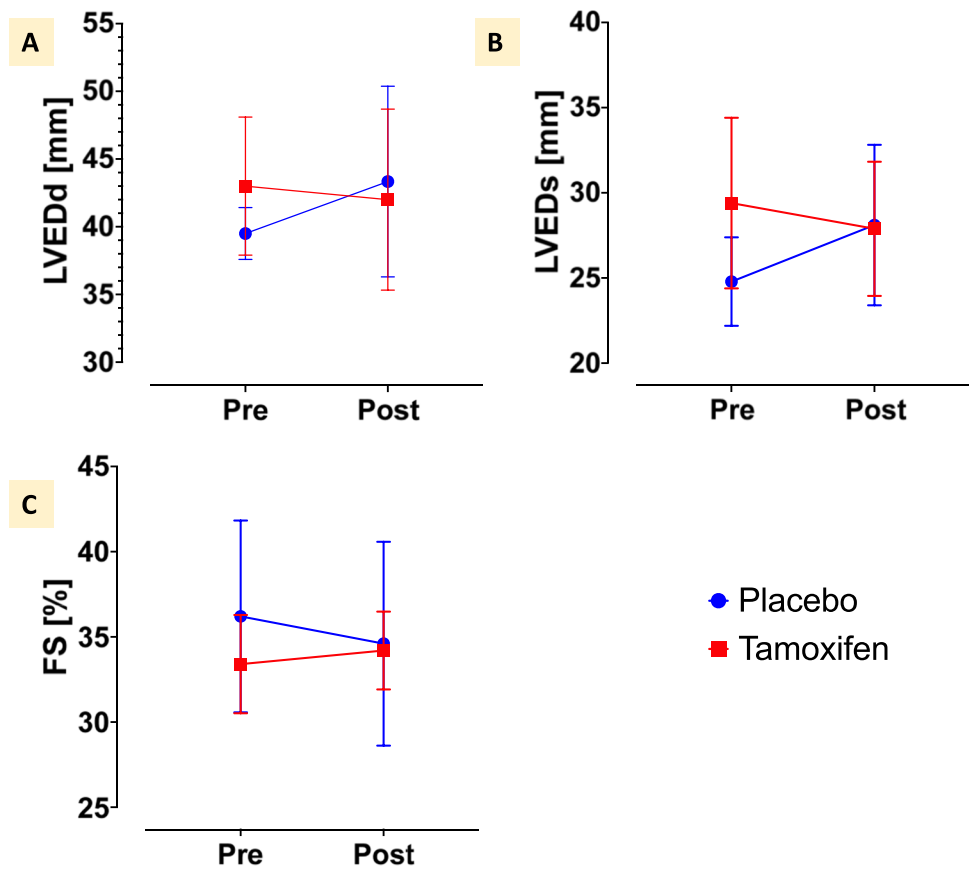 A
LVEDd [mm]
55
50
45
40
35
30
Pre Post
B
LVEDs [mm]
40
35
30
25
20
Pre Post
C
FS [%]
45
40
35
30
25
Pre Post
Placebo
Tamoxifen